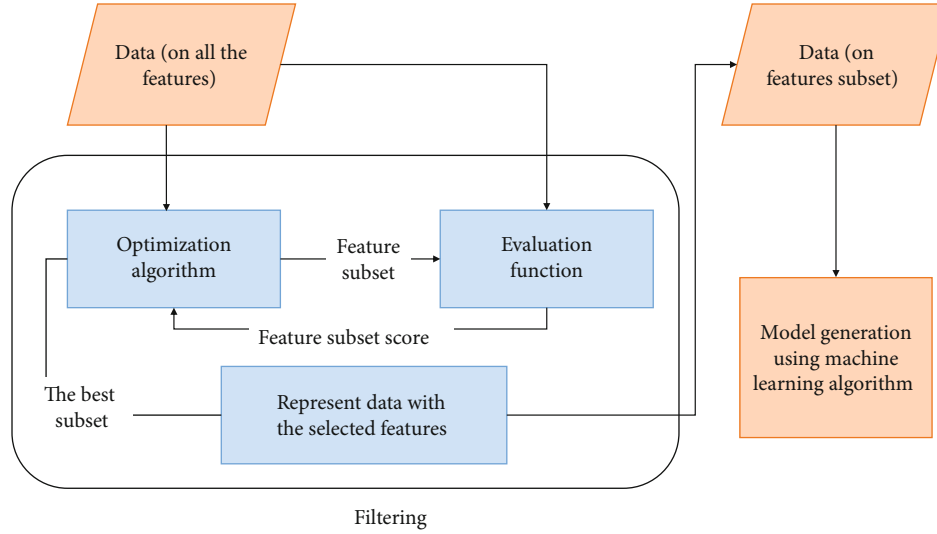 Data (on all the
features)
Data (on
features subset)
Optimization
algorithm
Feature
subset
Evaluation
function
Feature subset score
Model generation
using machine
learning algorithm
The best
subset
Represent data with
the selected features
Filtering